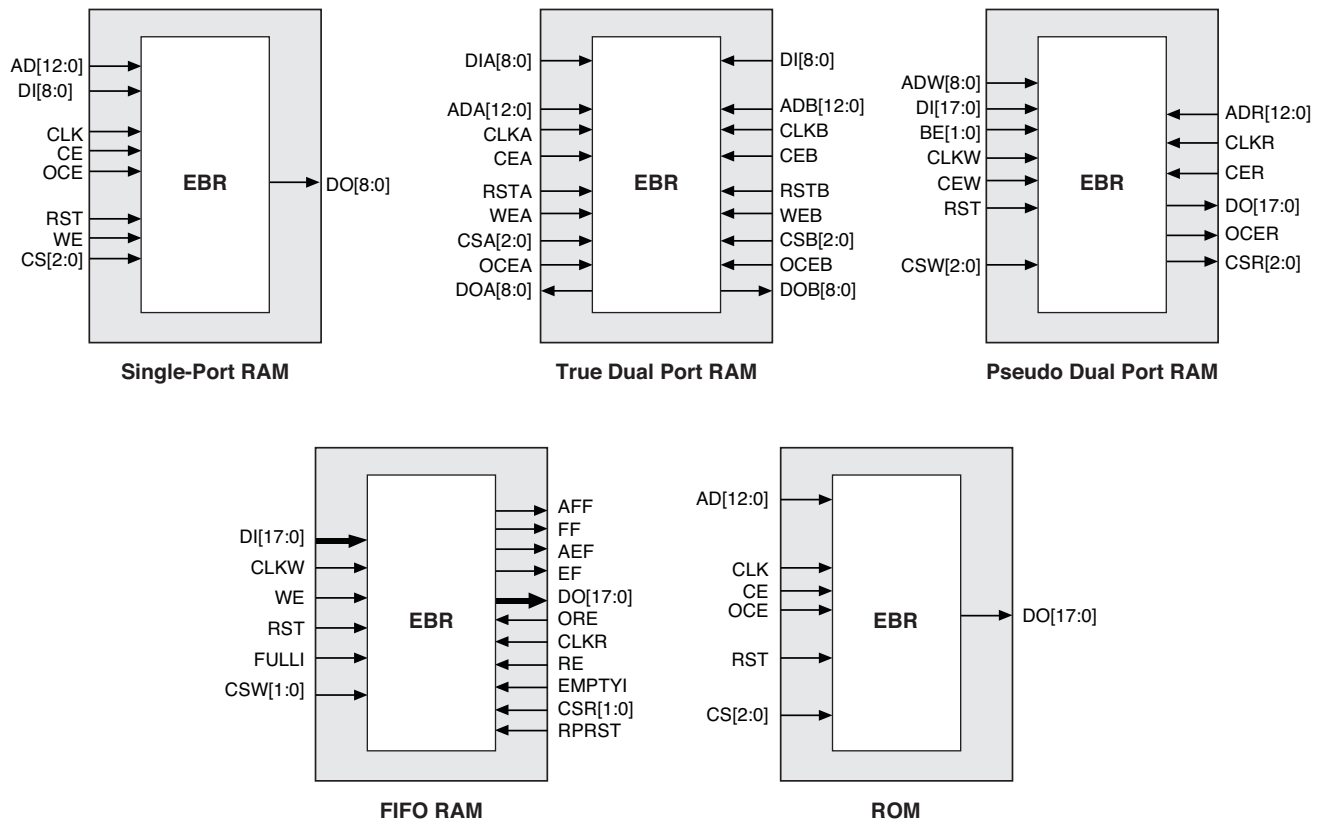 AD[12:0]
DI[8:0]
CLK
CE
OCE
RST
WE
CS[2:0]
EBR
DO[8:0]
Single-Port RAM
DIA[8:0]
ADA[12:0]
CLKA
CEA
RSTA
WEA
CSA[2:0]
OCEA
DOA[8:0]
EBR
DI[8:0]
ADB[12:0]
CLKB
CEB
RSTB
WEB
CSB[2:0]
OCEB
DOB[8:0]
True Dual Port RAM
ADW[8:0]
DI[17:0]
BE[1:0]
CLKW
CEW
RST
CSW[2:0]
EBR
ADR[12:0]
CLKR
CER
DO[17:0]
OCER
CSR[2:0]
Pseudo Dual Port RAM
DI[17:0]
CLKW
WE
RST
FULLI
CSW[1:0]
EBR
AFF
FF
AEF
EF
DO[17:0]
ORE
CLKR
RE
EMPTYI
CSR[1:0]
RPRST
FIFO RAM
AD[12:0]
CLK
CE
OCE
RST
CS[2:0]
EBR
DO[17:0]
ROM